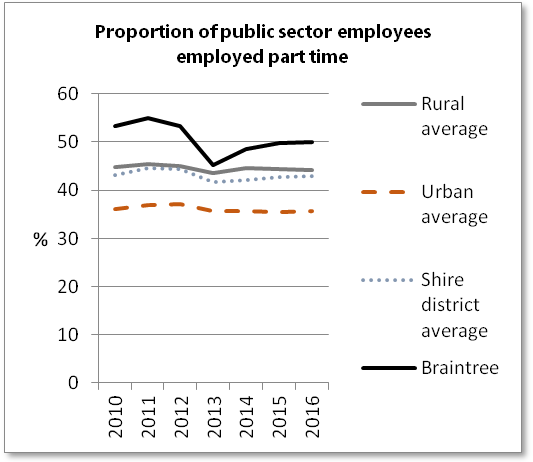 Proportion of public sector employees
employed part time
60
50
40
30
20
10
0
%
2010
2011
2012
2013
2014
2015
2016
Rural
average
Urban
average
Shire
district
average
Braintree